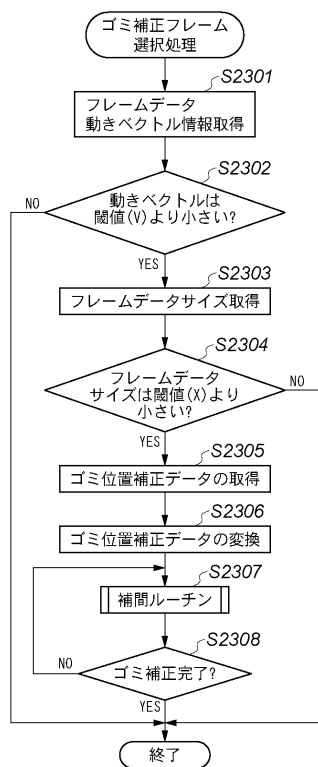 ゴミ補正フレーム
選択処理
S2301
フレームデータ
動きベクトル情報取得
S2302
NO
動きベクトルは
閾値(V)より小さい?
YES
S2303
フレームデータサイズ取得
S2304
フレームデータ
サイズは閾値(X)より
小さい?
NO
YES
S2305
ゴミ位置補正データの取得
S2306
ゴミ位置補正データの変換
S2307
補間ルーチン
S2308
NO
ゴミ補正完了?
YES
終了